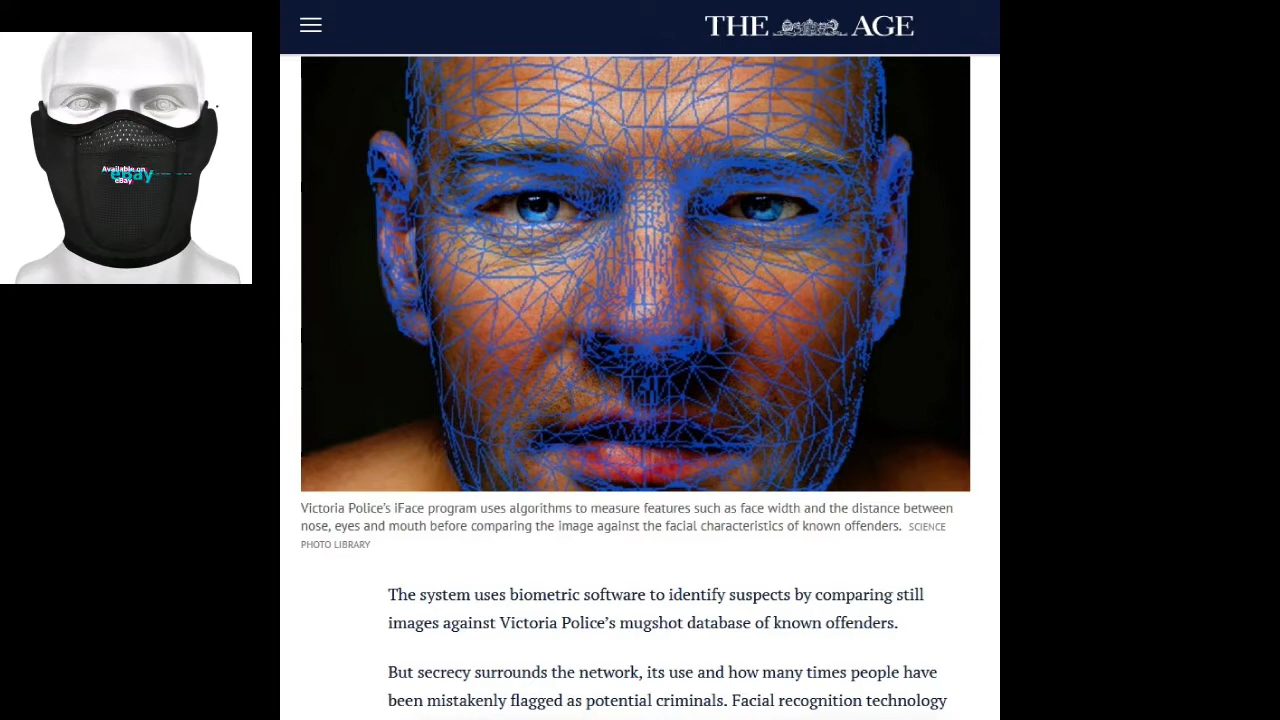 THE AGE
Available on
eBay
ebay
Victoria Police's iFace program uses algorithms to measure features such as face width and the distance between
nose, eyes and mouth before comparing the image against the facial characteristics of known offenders. SCIENCE
PHOTO LIBRARY
The system uses biometric software to identify suspects by comparing still
images against Victoria Police’s mugshot database of known offenders.
But secrecy surrounds the network, its use and how many times people have
been mistakenly flagged as potential criminals. Facial recognition technology